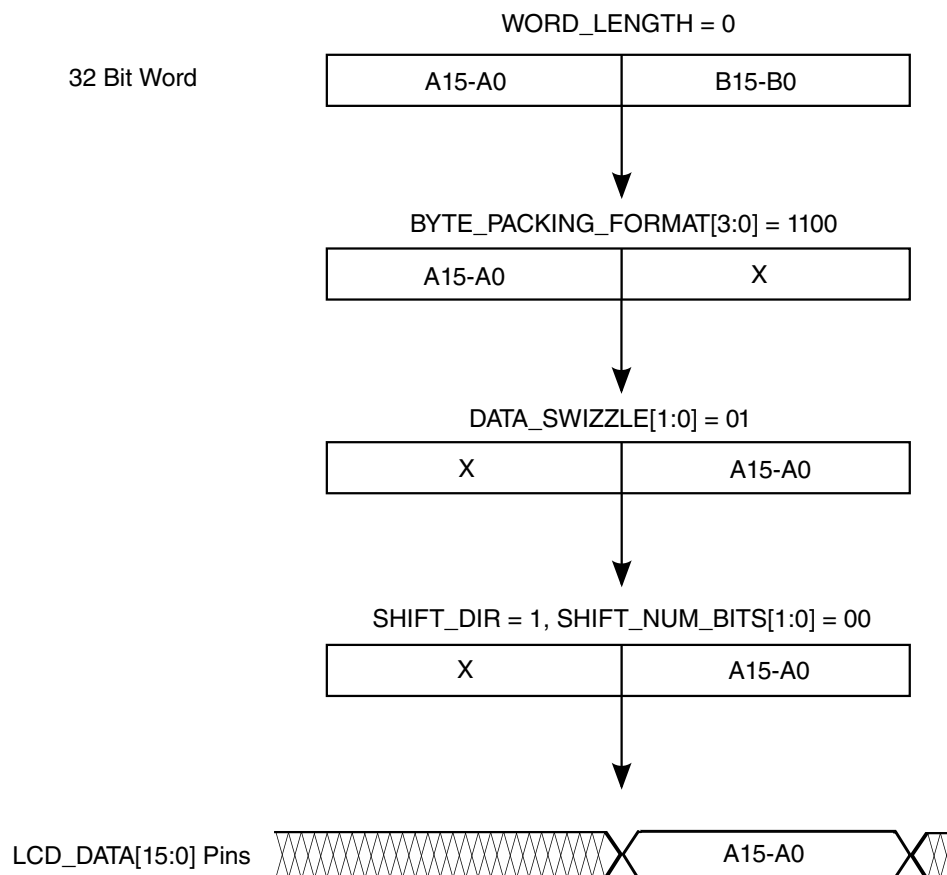 WORD_LENGTH = 0
32 Bit Word
A15-A0
B15-B0
BYTE_PACKING_FORMAT[3:0] = 1100
A15-A0
X
DATA_SWIZZLE[1:0] = 01
X
A15-A0
SHIFT_DIR = 1, SHIFT_NUM_BITS[1:0] = 00
X
A15-A0
LCD_DATA[15:0] Pins
A15-A0